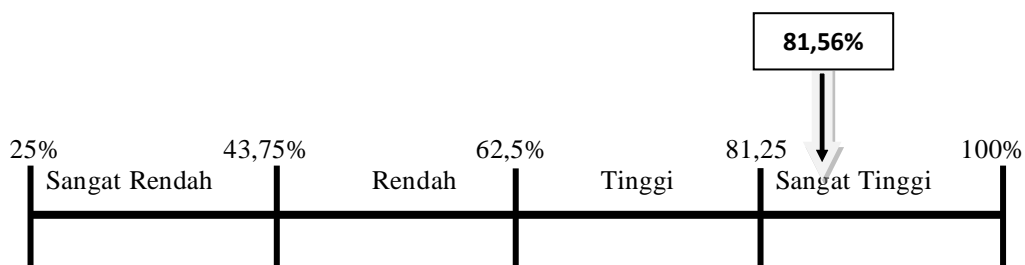 81,56%
25% 43,75% 62,5% 81,25 100%
Sangat Rendah Rendah Tinggi Sangat Tinggi